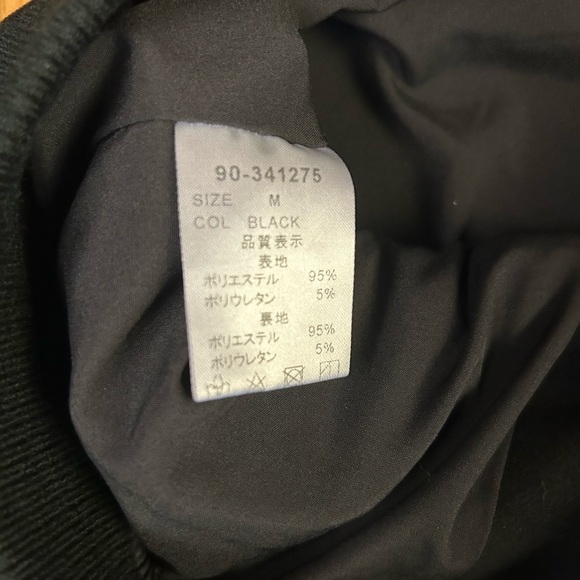 90-341275
SIZE M
COL BLACK
品質表示
表地
ポリエステル 95%
ポリウレタン 5%
裏地
ポリエステル 95%
ポリウレタン 5%